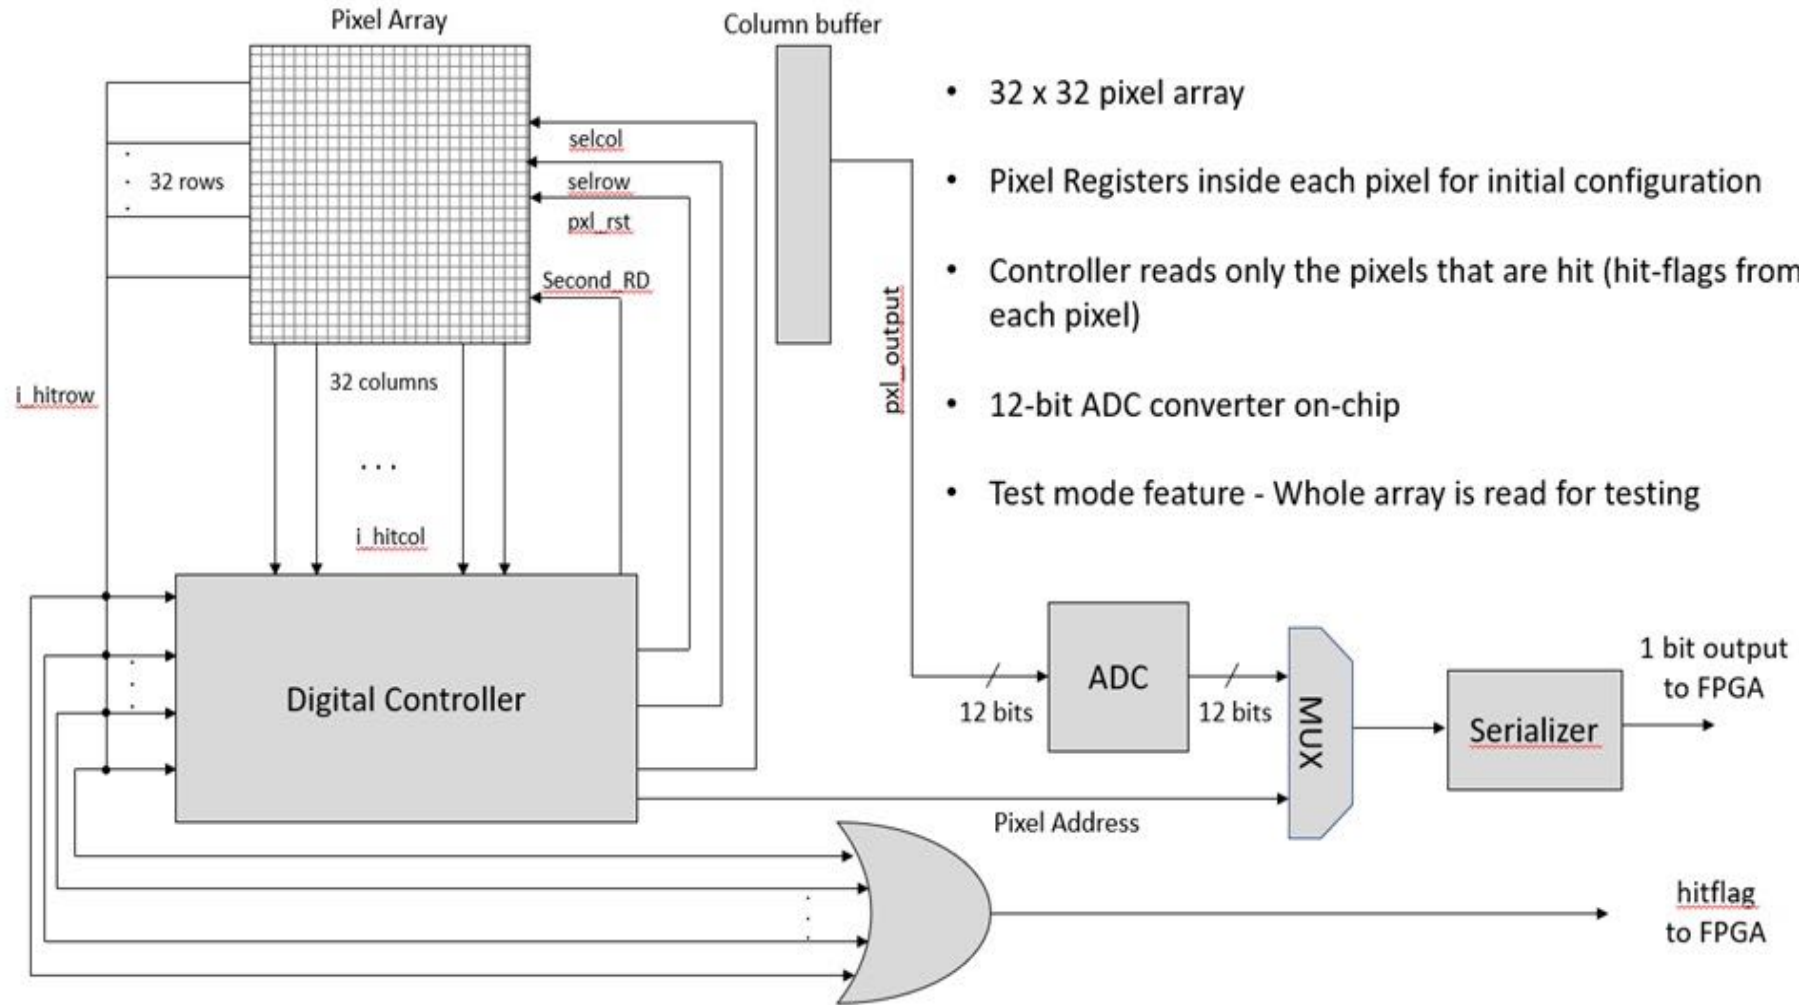 Pixel Array
Column buffer
32 rows
selcol
selrow
pxl_rst
Second_RD
i_hitrow
32 columns
. . .
i_hitcol
pxl_output
• 32 x 32 pixel array
• Pixel Registers inside each pixel for initial configuration
• Controller reads only the pixels that are hit (hit-flags from
each pixel)
• 12-bit ADC converter on-chip
• Test mode feature - Whole array is read for testing
Digital Controller
12 bits
ADC
12 bits
MUX
Serializer
1 bit output
to FPGA
Pixel Address
hitflag
to FPGA